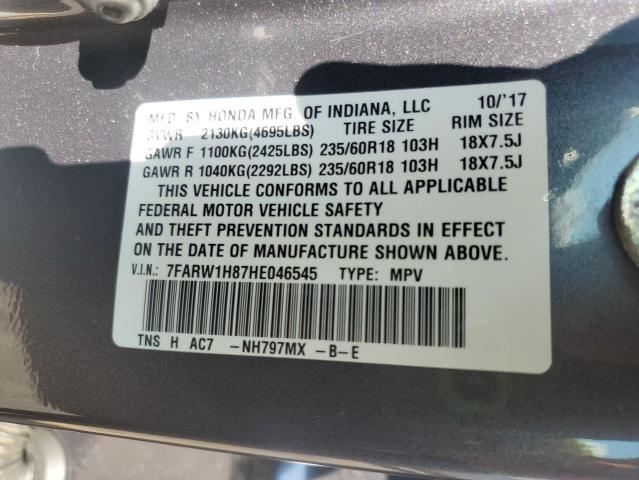 MFD. BY HONDA MFG. OF INDIANA, LLC 10/'17
GVWR 2130KG(4695LBS) TIRE SIZE RIM SIZE
GAWR F 1100KG(2425LBS) 235/60R18 103H 18X7.5J
GAWR R 1040KG(2292LBS) 235/60R18 103H 18X7.5J
THIS VEHICLE CONFORMS TO ALL APPLICABLE
FEDERAL MOTOR VEHICLE SAFETY
AND THEFT PREVENTION STANDARDS IN EFFECT
ON THE DATE OF MANUFACTURE SHOWN ABOVE.
V.I.N.: 7FARW1H87HE046545 TYPE: MPV
TNS H AC7 -NH797MX -B-E